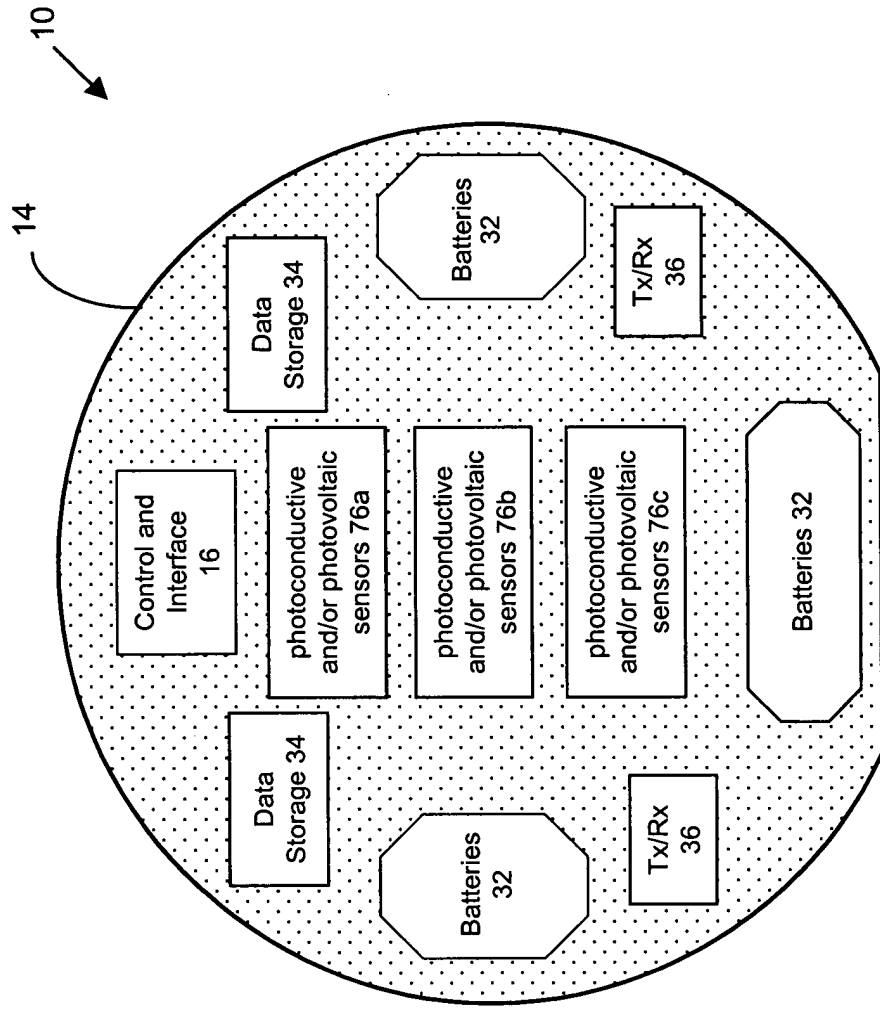 10
14
Control and
Interface
16
Data
Storage 34
Data
Storage 34
photoconductive
and/or photovoltaic
sensors 76a
photoconductive
and/or photovoltaic
sensors 76b
photoconductive
and/or photovoltaic
sensors 76c
Batteries
32
Batteries
32
Tx/Rx
36
Tx/Rx
36
Batteries 32